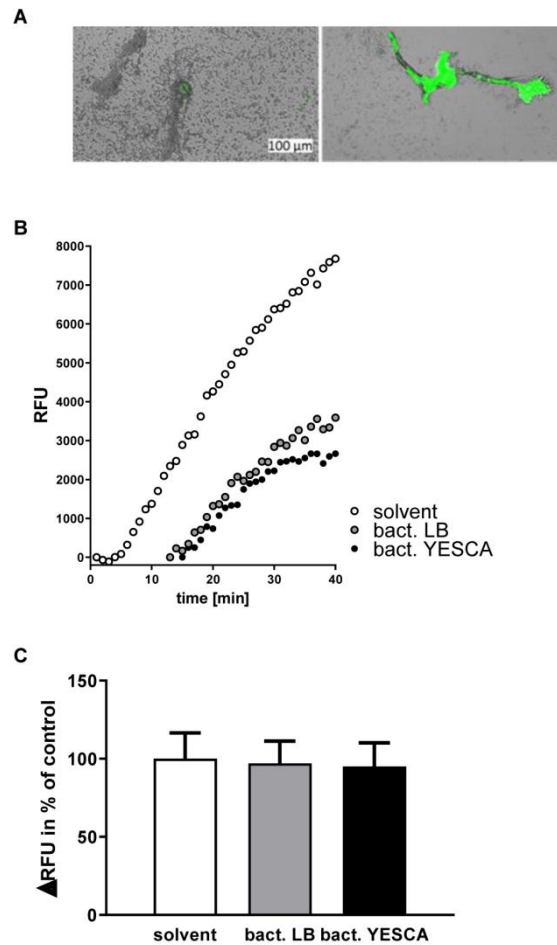 A
100 µm
B
8000
7000
6000
5000
4000
3000
2000
1000
0
RFU
0 10 20 30 40
time [min]
solvent
bact. LB
bact. YESCA
C
150
100
50
0
▲RFU in % of control
solvent bact. LB bact. YESCA